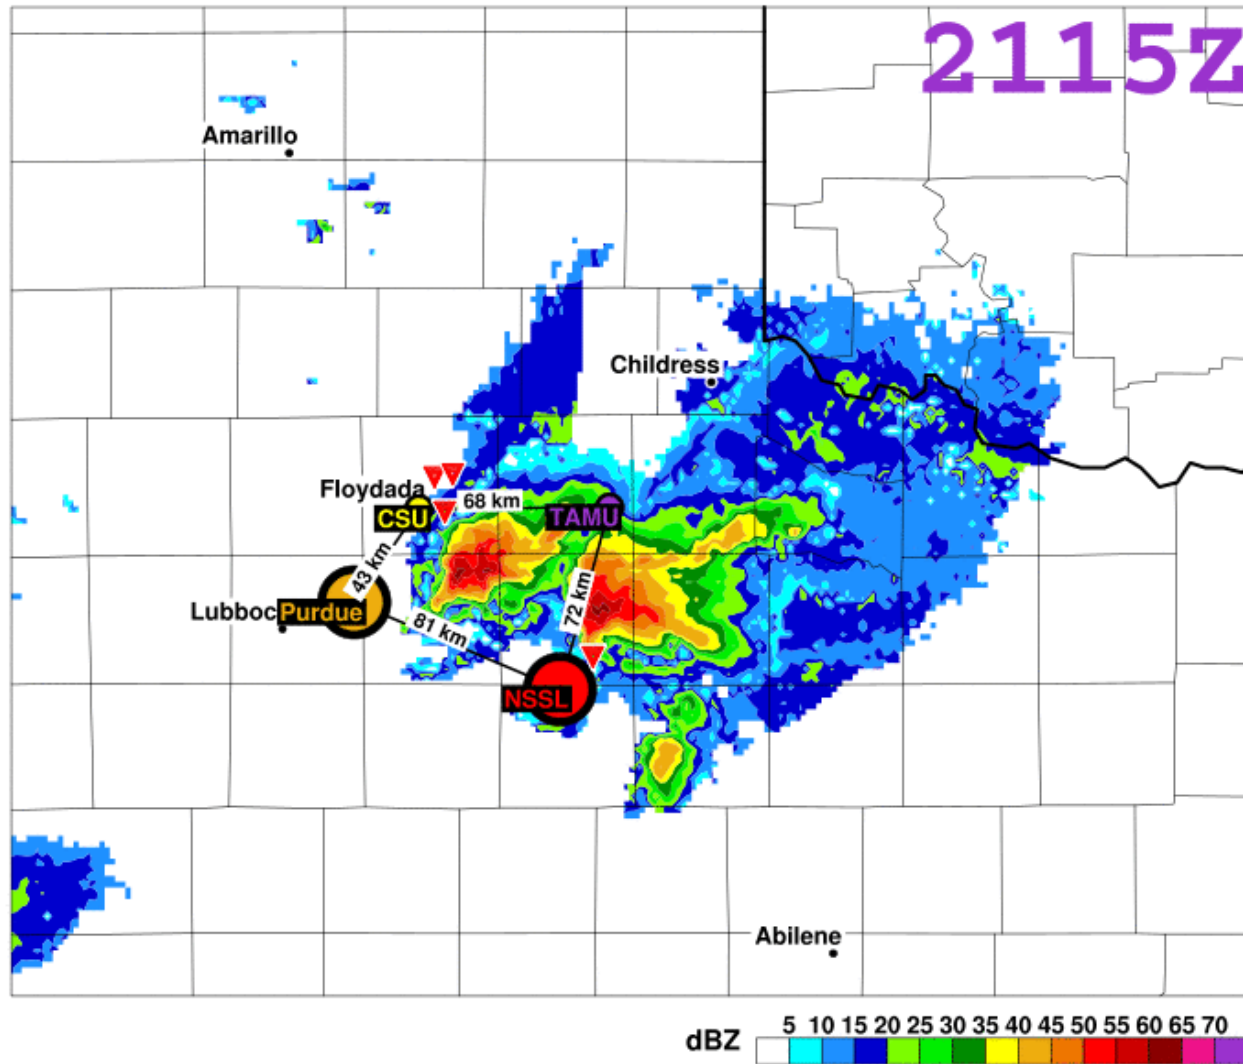 2115Z
Amarillo
Childress
Floydada
68 km
CSU
TAMU
43 km
72 km
Lubboc
Purdue
81 km
NSSL
Abilene
dBZ
5 10 15 20 25 30 35 40 45 50 55 60 65 70